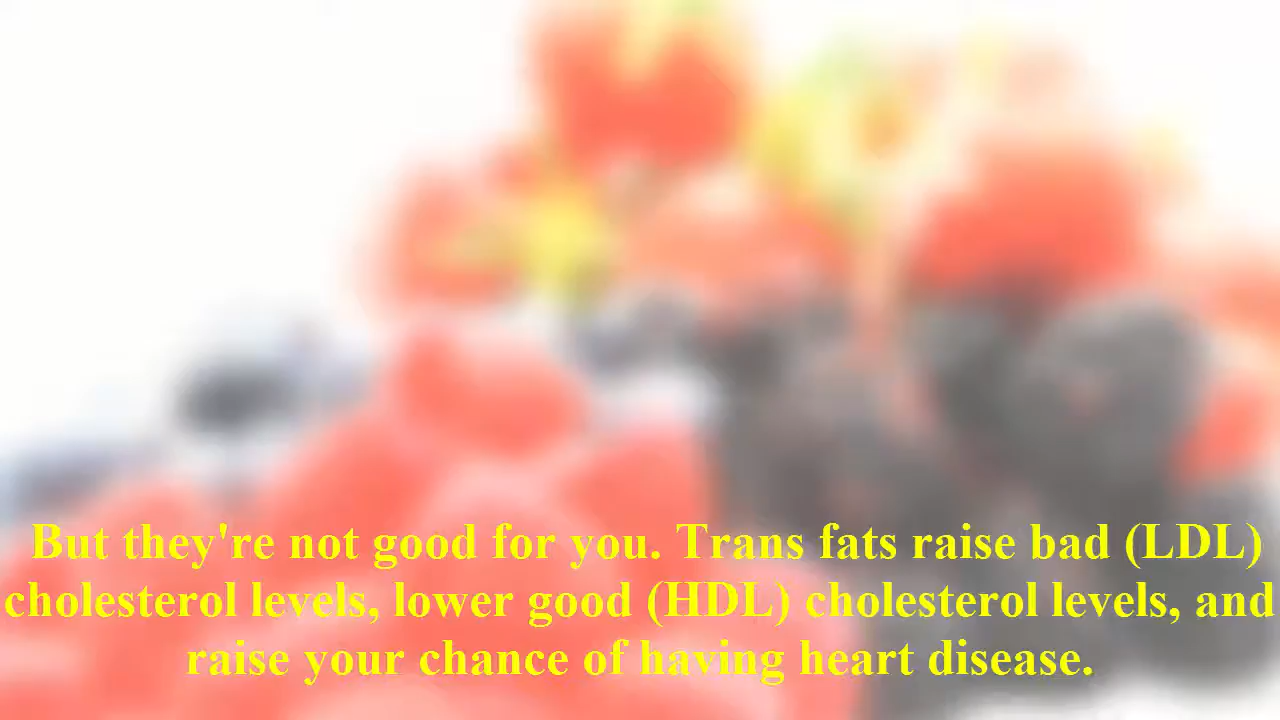 But they're not good for you. Trans fats raise bad (LDL)
cholesterol levels, lower good (HDL) cholesterol levels, and
raise your chance of having heart disease.